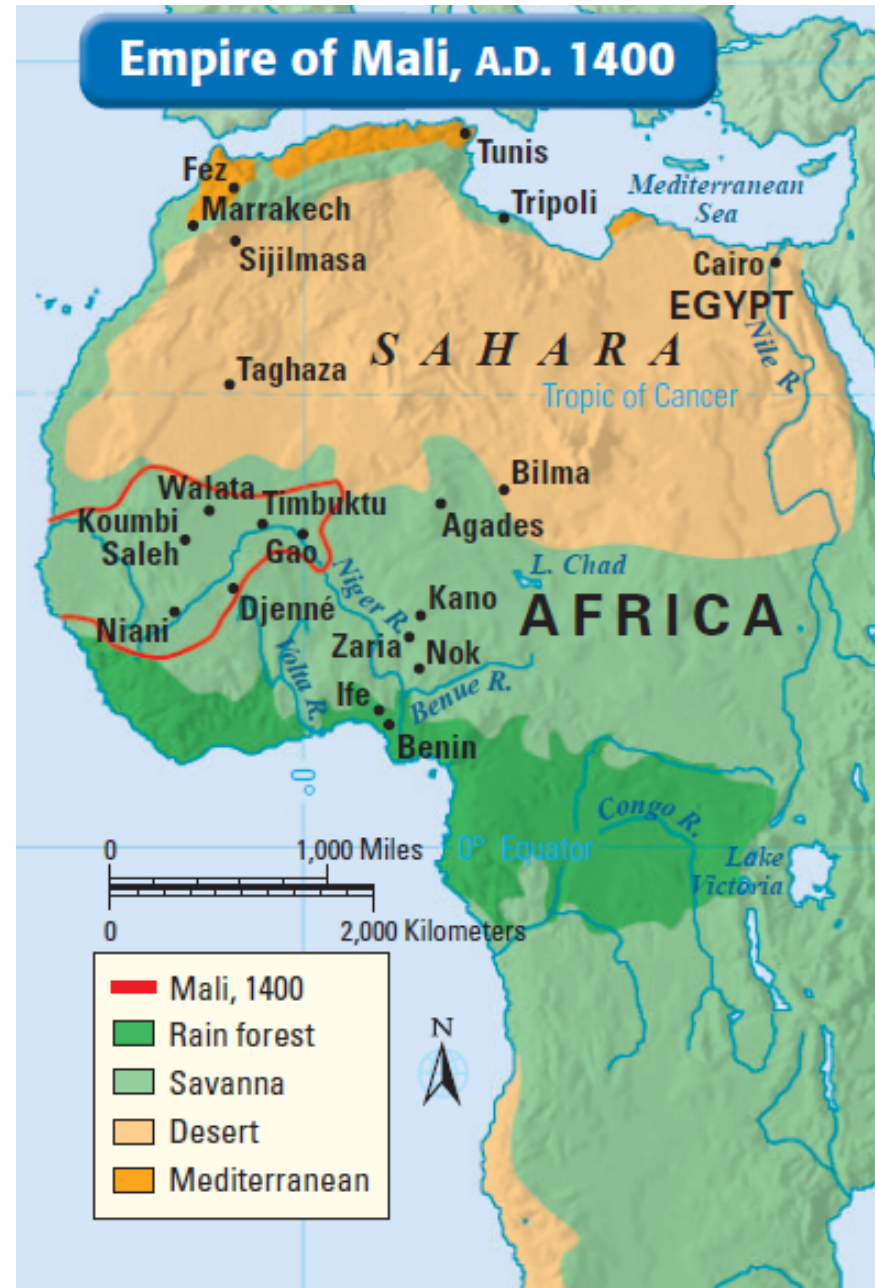 Empire of Mali, A.D. 1400
Tunis
Fez
Mediterranean
Sea
Marrakech
Tripoli
Sijilmasa
Cairo
EGYPT
Nile R.
SAHARA
Taghaza
Tropic of Cancer
Bilma
Walata
Timbuktu
Agades
Koumbi
Saleh
Gao
L. Chad
Niger R.
Djenné
Kano
AFRICA
Niani
Zaria
Nok
Volta R.
Ife
Benue R.
Benin
0°
Congo R.
0 1,000 Miles
0° Equator
Lake
Victoria
0 2,000 Kilometers
Mali, 1400
Rain forest
Savanna
Desert
Mediterranean
N